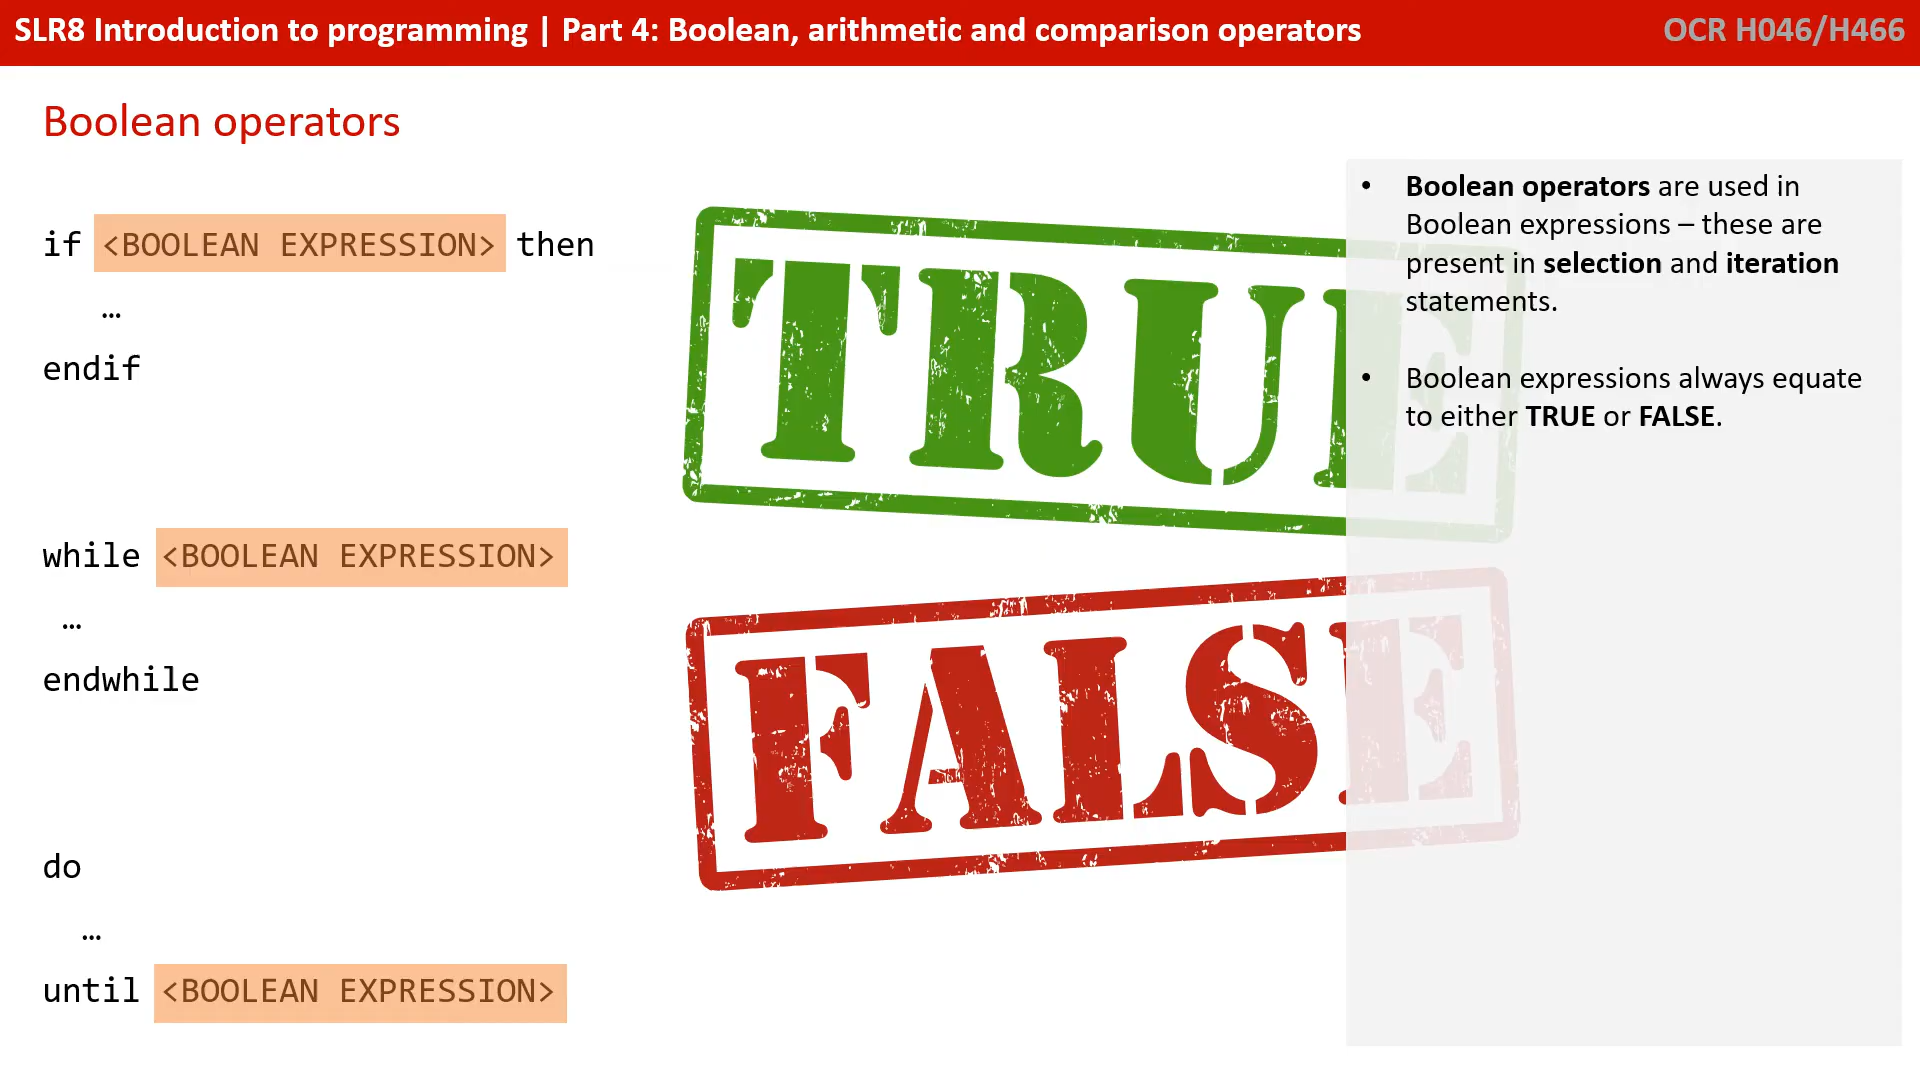 SLR8 Introduction to programming | Part 4: Boolean, arithmetic and comparison operators
OCR H046/H466
Boolean operators
if <BOOLEAN EXPRESSION> then
…
endif
while <BOOLEAN EXPRESSION>
…
endwhile
do
…
until <BOOLEAN EXPRESSION>
TRUE
FALSE
• Boolean operators are used in
Boolean expressions – these are
present in selection and iteration
statements.
• Boolean expressions always equate
to either TRUE or FALSE.